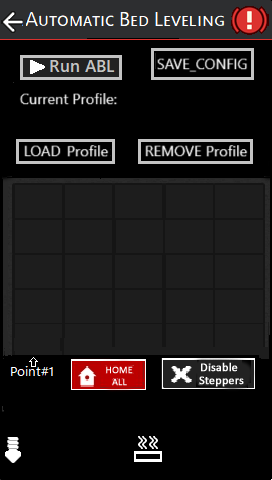 Automatic Bed Leveling
Run ABL
SAVE_CONFIG
Current Profile:
LOAD Profile
REMOVE Profile
Point#1
HOME
ALL
Disable
Steppers